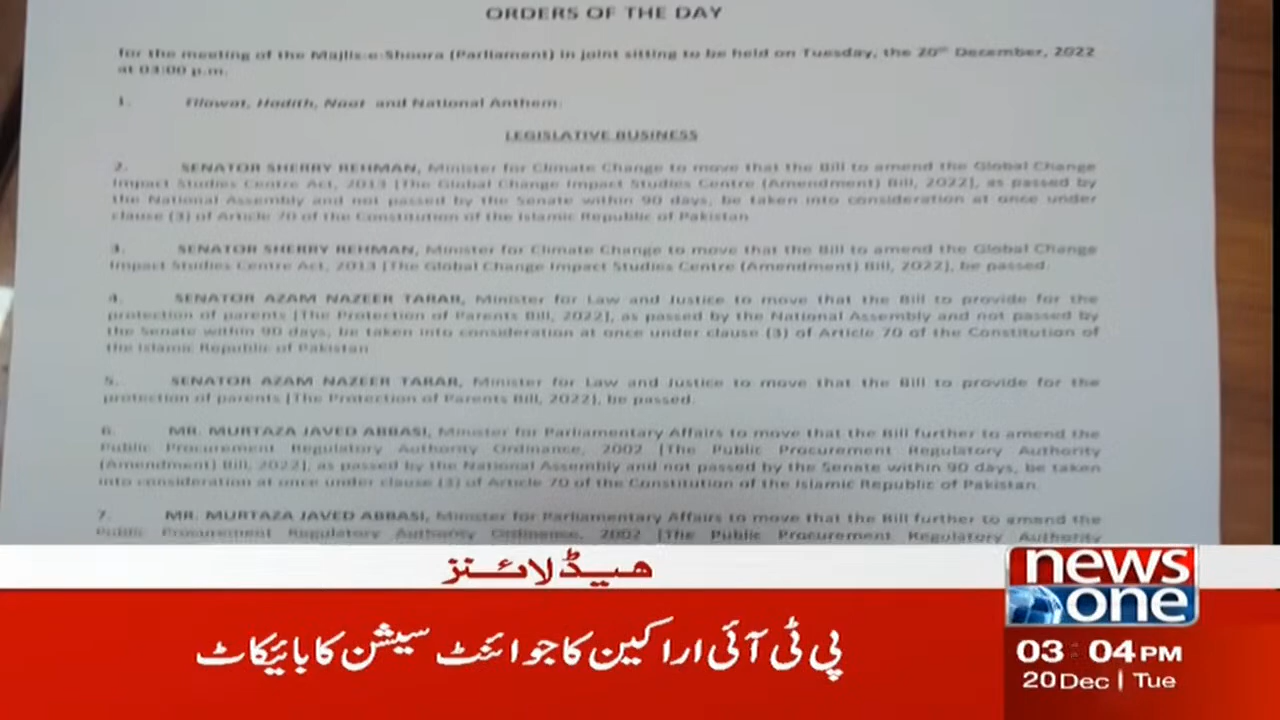 ORDERS OF THE DAY
for the meeting of the Majlis-e-Shoora (Parliament) in joint sitting to be held on Tuesday, the 20th December, 2022
at 03:00 p.m.
1. Tilawat, Hadith, Naat and National Anthem.
LEGISLATIVE BUSINESS
2. SENATOR SHERRY REHMAN, Minister for Climate Change to move that the Bill to amend the Global Change
Impact Studies Centre Act, 2013 [The Global Change Impact Studies Centre (Amendment) Bill, 2022], as passed by
the National Assembly and not passed by the Senate within 90 days, be taken into consideration at once under
clause (3) of Article 70 of the Constitution of the Islamic Republic of Pakistan.
3. SENATOR SHERRY REHMAN, Minister for Climate Change to move that the Bill to amend the Global Change
Impact Studies Centre Act, 2013 [The Global Change Impact Studies Centre (Amendment) Bill, 2022], be passed.
4. SENATOR AZAM NAZEER TARAR, Minister for Law and Justice to move that the Bill to provide for the
protection of parents [The Protection of Parents Bill, 2022], as passed by the National Assembly and not passed by
the Senate within 90 days, be taken into consideration at once under clause (3) of Article 70 of the Constitution of
the Islamic Republic of Pakistan.
5. SENATOR AZAM NAZEER TARAR, Minister for Law and Justice to move that the Bill to provide for the
protection of parents [The Protection of Parents Bill, 2022], be passed.
6. MR. MURTAZA JAVED ABBASI, Minister for Parliamentary Affairs to move that the Bill further to amend the
Public Procurement Regulatory Authority Ordinance, 2002 [The Public Procurement Regulatory Authority
(Amendment) Bill, 2022], as passed by the National Assembly and not passed by the Senate within 90 days, be taken
into consideration at once under clause (3) of Article 70 of the Constitution of the Islamic Republic of Pakistan.
7. MR. MURTAZA JAVED ABBASI, Minister for Parliamentary Affairs to move that the Bill further to amend the
Public Procurement Regulatory Authority Ordinance, 2002 [The Public Procurement Regulatory Authority
ہیڈلائنز
پی ٹی آئی اراکین کا جوائنٹ سیشن کا بائیکاٹ
news
one
03 04 PM
20 Dec | Tue